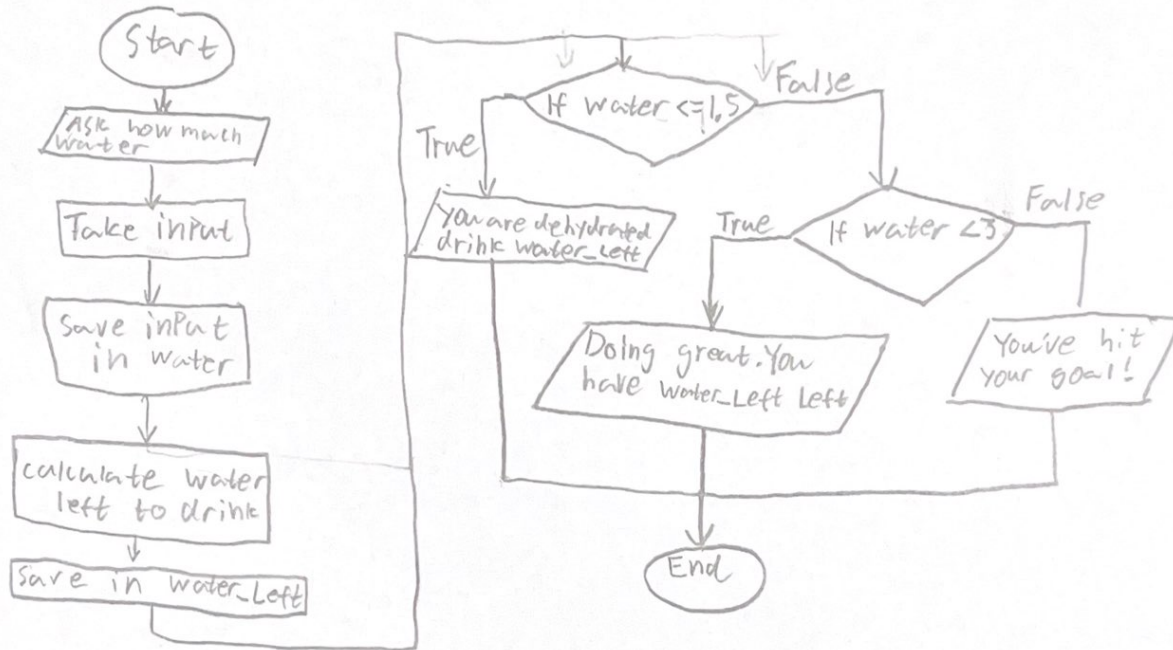 Start
Ask how much
water
Take input
Save input
in water
Calculate water
left to drink
Save in water_Left
If water <=1.5
True
False
You are dehydrated
drink water_Left
If water <3
True
False
Doing great. You
have water_Left Left
You've hit
your goal!
End